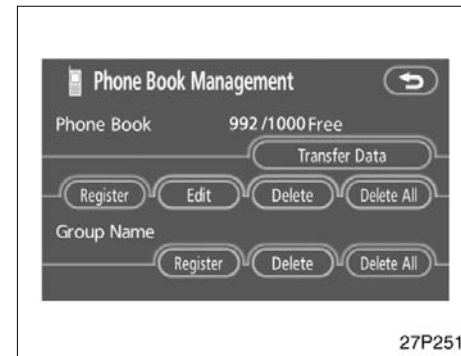 Phone Book Management
Phone Book 992/1000 Free
Transfer Data
Register Edit Delete Delete All
Group Name
Register Delete Delete All
27P251